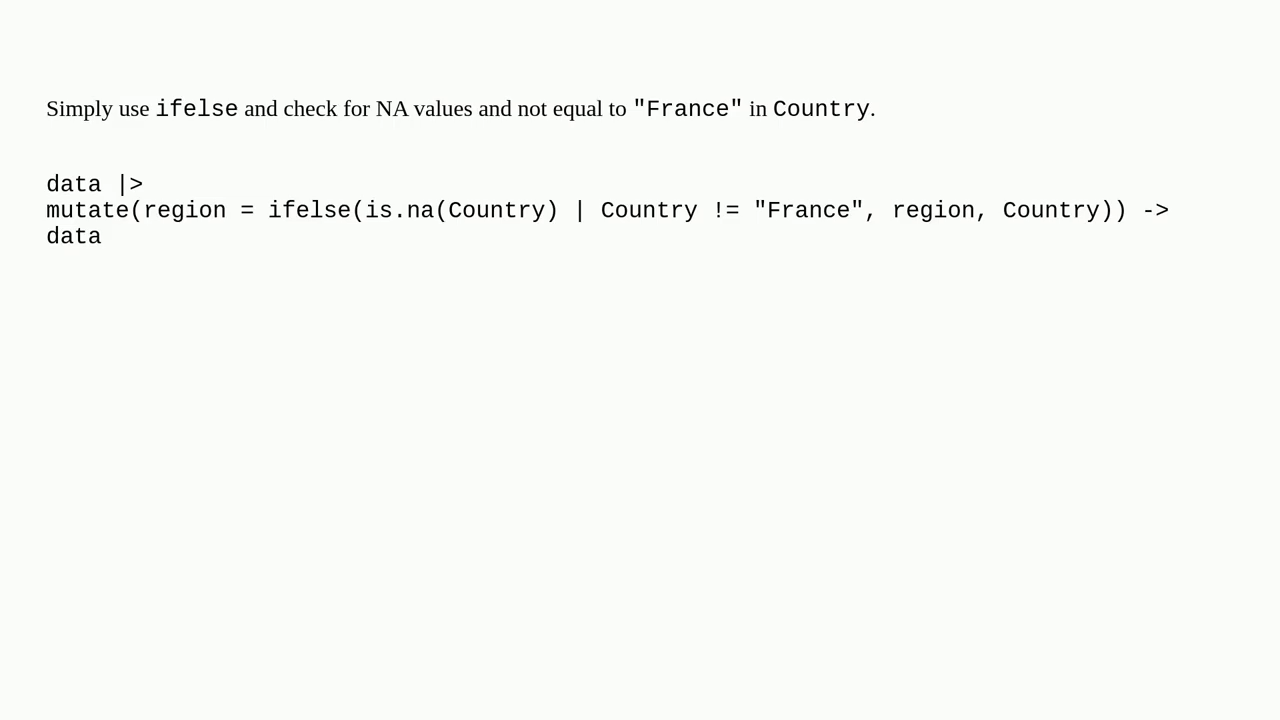 Simply use ifelse and check for NA values and not equal to "France" in Country.
data |>
mutate(region = ifelse(is.na(Country) | Country != "France", region, Country)) ->
data